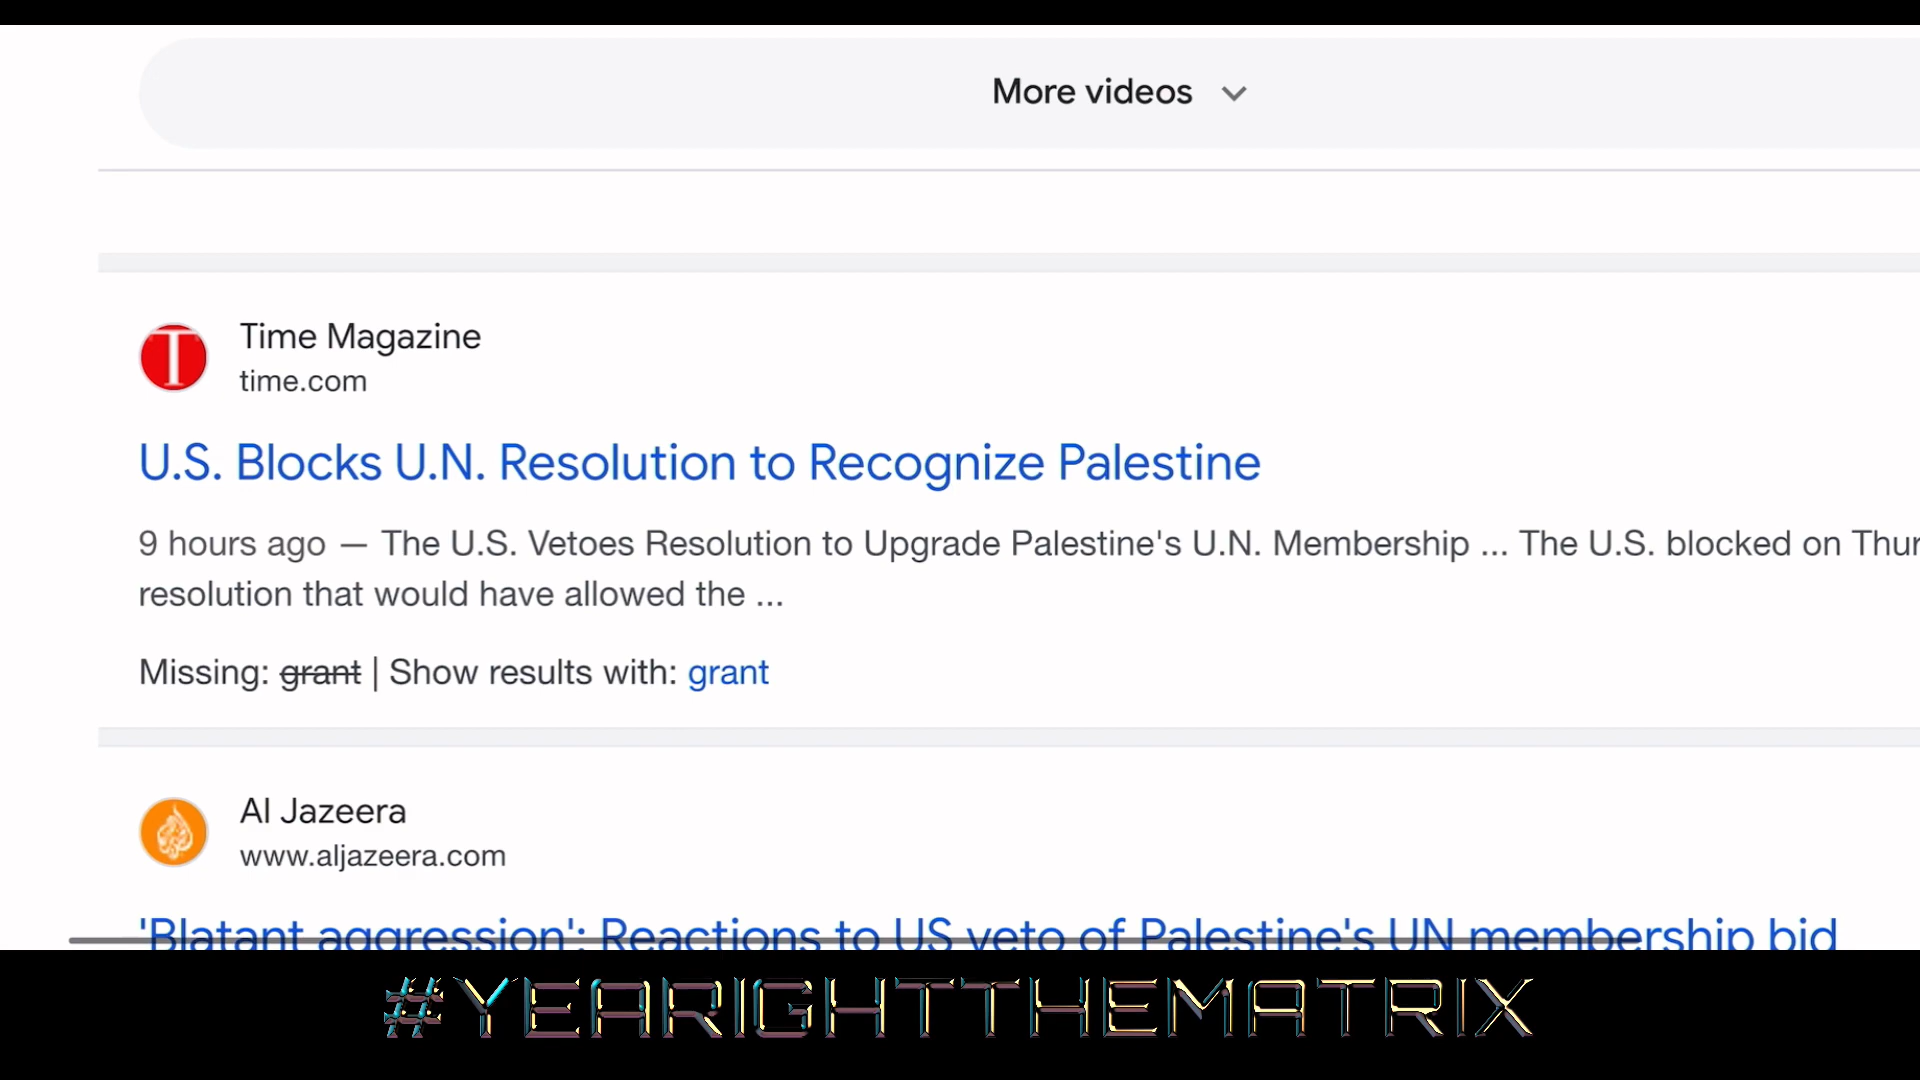 More videos
Time Magazine
time.com
U.S. Blocks U.N. Resolution to Recognize Palestine
9 hours ago — The U.S. Vetoes Resolution to Upgrade Palestine's U.N. Membership ... The U.S. blocked on
resolution that would have allowed the ...
Missing: grant | Show results with: grant
Al Jazeera
www.aljazeera.com
'Blatant aggression': Reactions to US veto of Palestine's UN membership bid
#YEARIGHTTHEMATRIX